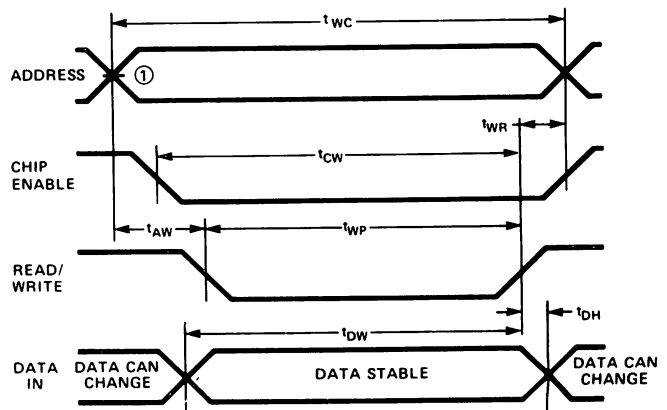 tWC
ADDRESS
①
tWR
tCW
CHIP
ENABLE
tAW
tWP
READ/
WRITE
tDH
tDW
DATA
IN
DATA CAN
CHANGE
DATA STABLE
DATA CAN
CHANGE